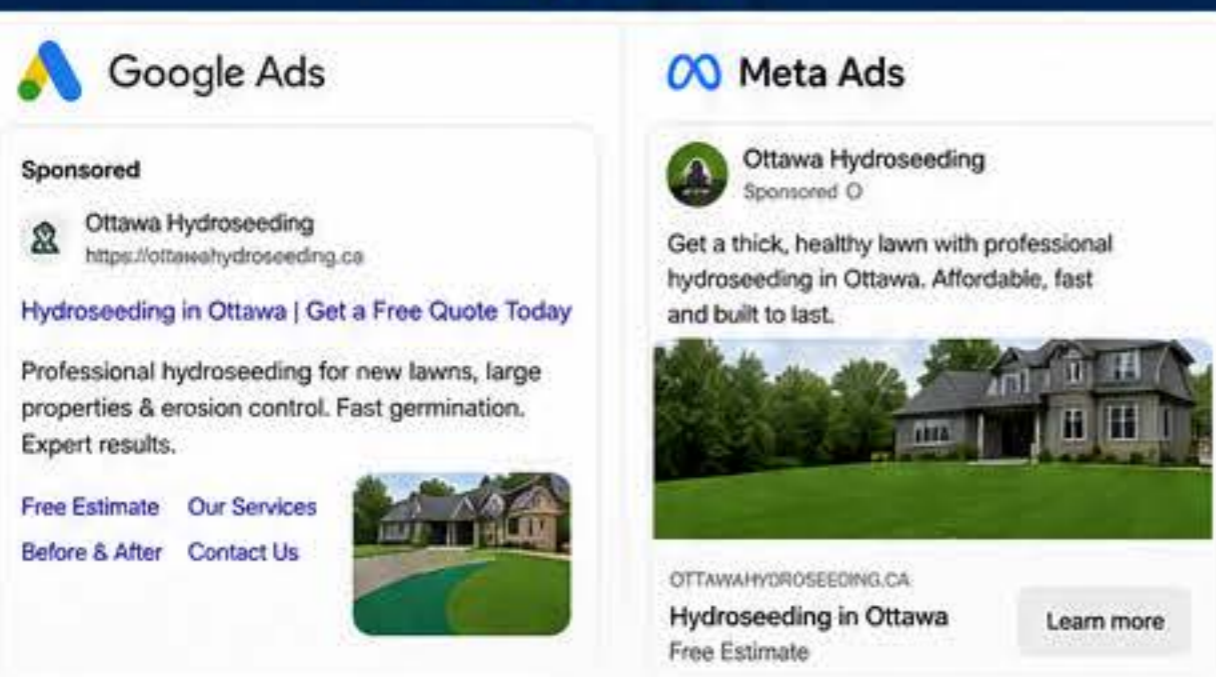 Google Ads
Sponsored
Ottawa Hydroseeding
https://ottawahydroseeding.ca
Hydroseeding in Ottawa | Get a Free Quote Today
Professional hydroseeding for new lawns, large
properties & erosion control. Fast germination.
Expert results.
Free Estimate Our Services
Before & After Contact Us
Meta Ads
Ottawa Hydroseeding
Sponsored
Get a thick, healthy lawn with professional
hydroseeding in Ottawa. Affordable, fast
and built to last.
OTTAWAHYDROSEEDING.CA
Hydroseeding in Ottawa
Learn more
Free Estimate